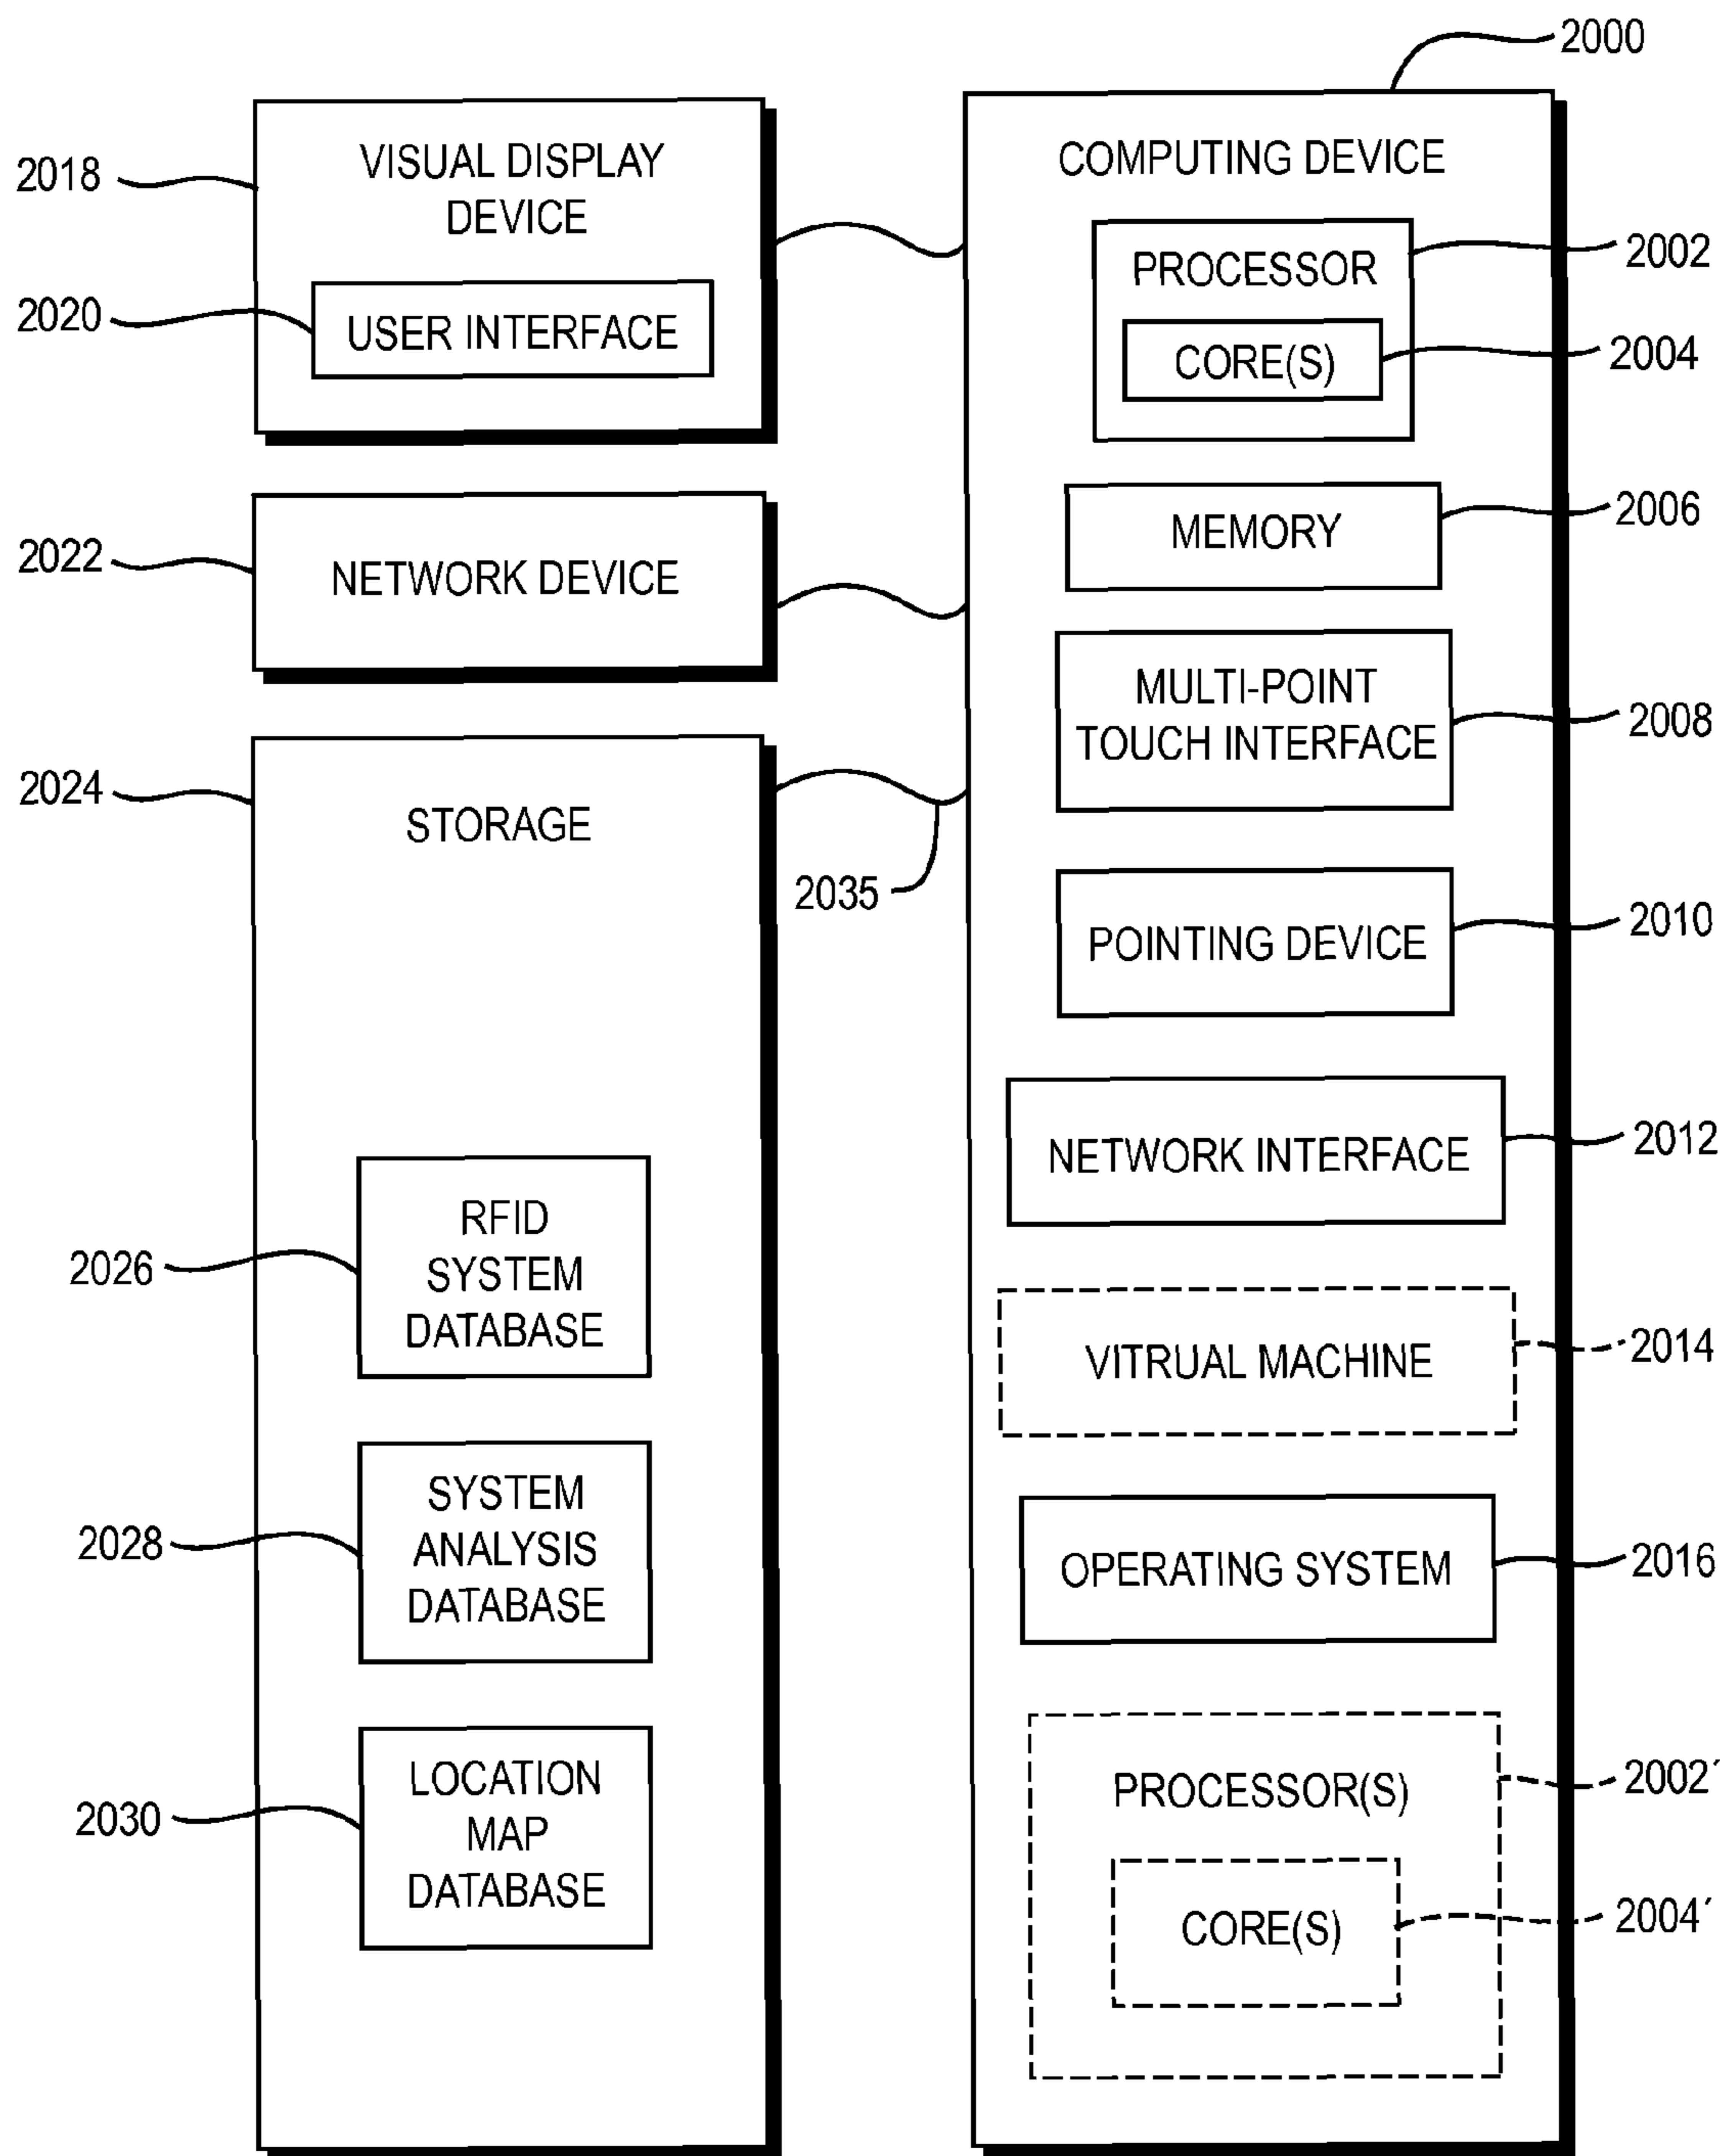 2000
2018
VISUAL DISPLAY
DEVICE
2020
USER INTERFACE
2022
NETWORK DEVICE
2024
STORAGE
2035
2026
RFID
SYSTEM
DATABASE
2028
SYSTEM
ANALYSIS
DATABASE
2030
LOCATION
MAP
DATABASE
COMPUTING DEVICE
PROCESSOR
2002
CORE(S)
2004
MEMORY
2006
MULTI-POINT
TOUCH INTERFACE
2008
POINTING DEVICE
2010
NETWORK INTERFACE
2012
VITRUAL MACHINE
2014
OPERATING SYSTEM
2016
PROCESSOR(S)
2002´
CORE(S)
2004´